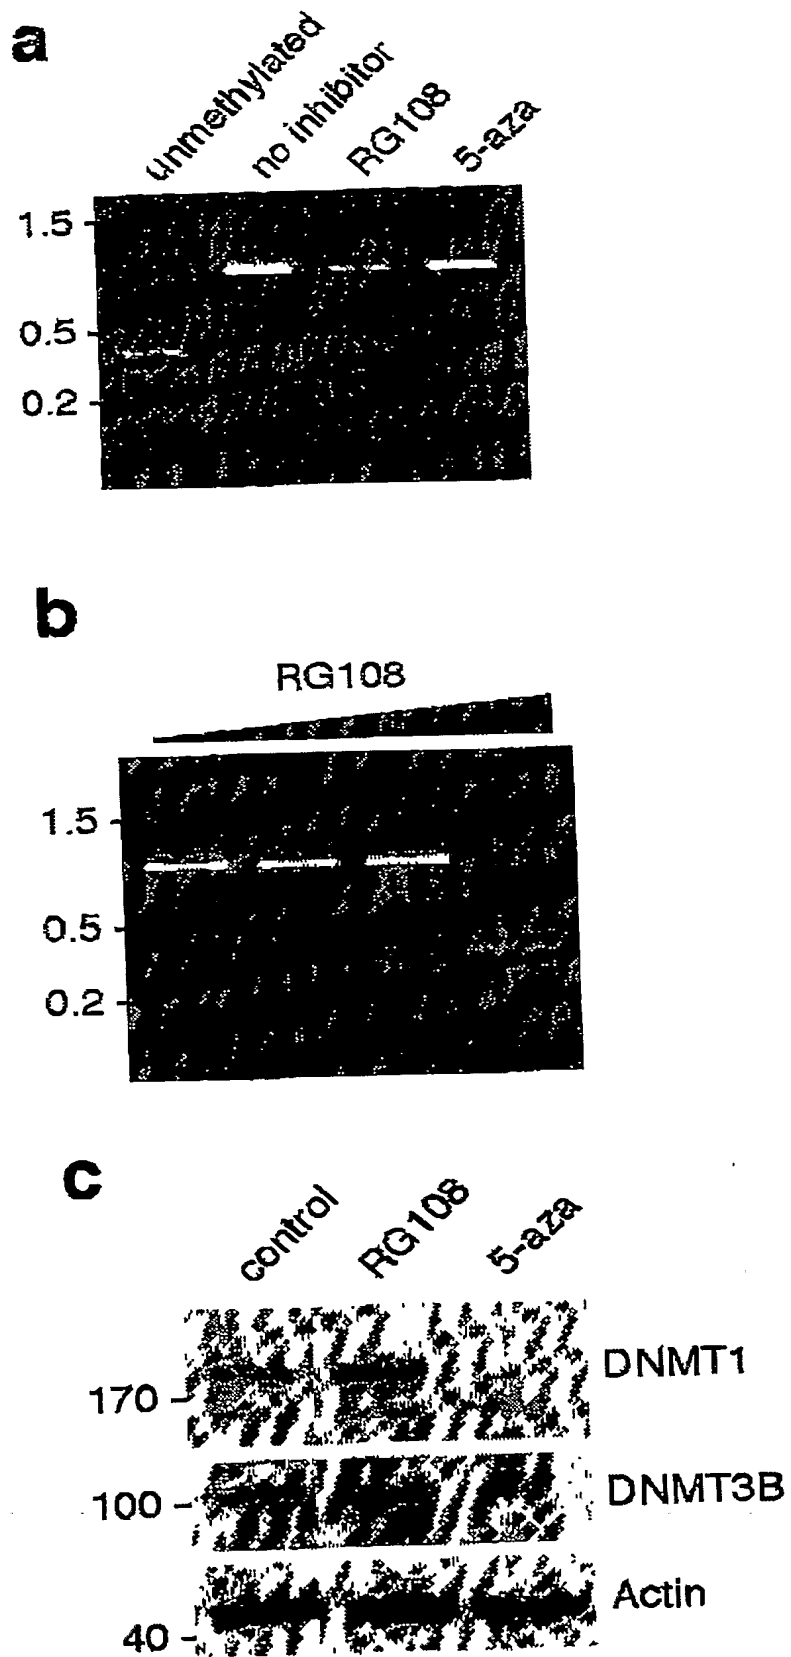 a
unmethylated
no inhibitor
RG108
5-aza
1.5
0.5
0.2
b
RG108
1.5
0.5
0.2
c
control
RG108
5-aza
DNMT1
170
DNMT3B
100
Actin
40